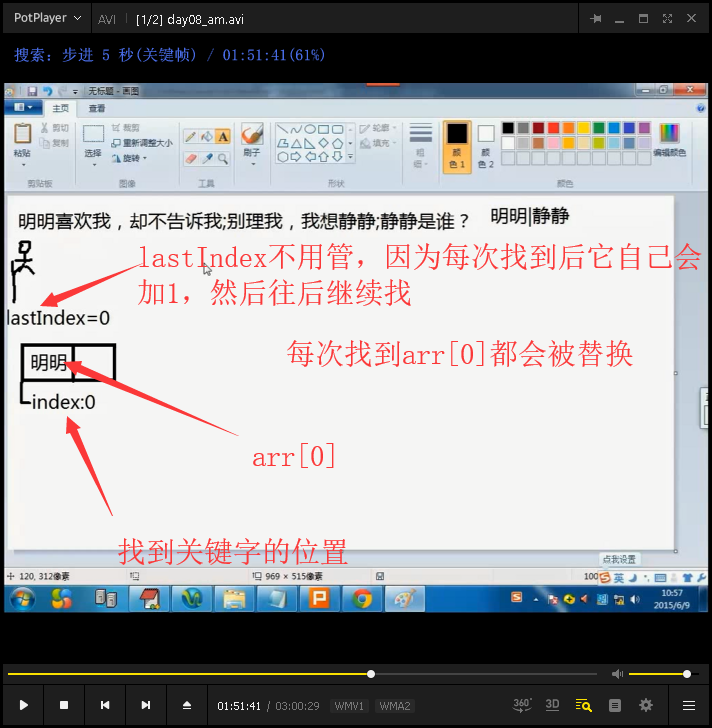 PotPlayer AVI [1/2] day08_am.avi
搜索: 步进 5 秒(关键帧) / 01:51:41(61%)
无标题 - 画图
主页 查看
剪切
复制
粘贴
剪贴板
裁剪
重新调整大小
旋转
选择
图像
工具
刷子
形状
轮廓
填充
粗细
颜色 1
颜色 2
颜色
编辑颜色
明明喜欢我，却不告诉我;别理我，我想静静;静静是谁？ 明明|静静
lastIndex不用管，因为每次找到后它自己会
加1，然后往后继续找
lastIndex=0
每次找到arr[0]都会被替换
明明
index:0
arr[0]
找到关键字的位置
点我设置
120, 312像素
969 × 515像素
100
英
10:57
2015/6/9
01:51:41 / 03:00:29 WMV1 WMA2
360° 3D